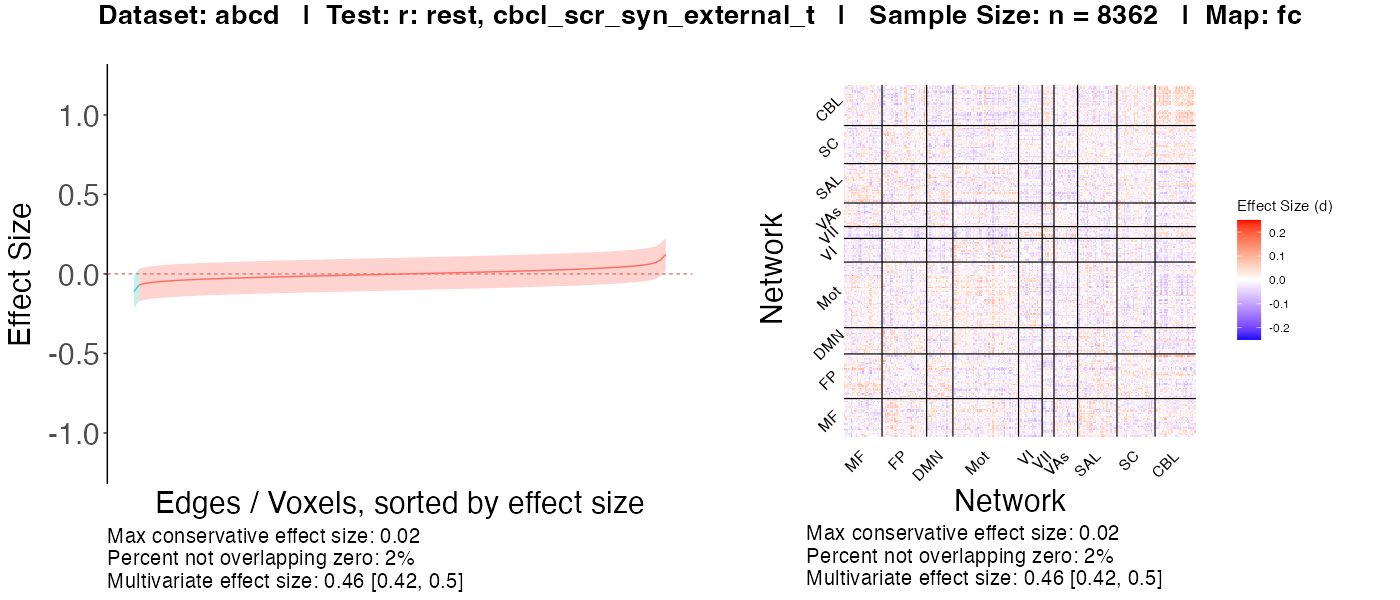 Dataset: abcd | Test: r: rest, cbcl_scr_syn_external_t | Sample Size: n = 8362 | Map: fc
Effect Size
1.0
0.5
0.0
-0.5
-1.0
Edges / Voxels, sorted by effect size
Max conservative effect size: 0.02
Percent not overlapping zero: 2%
Multivariate effect size: 0.46 [0.42, 0.5]
Network
CBL
SC
SAL
VAs
VII
VI
Mot
DMN
FP
MF
MF
FP
DMN
Mot
VI
VII
VAs
SAL
SC
CBL
Network
Max conservative effect size: 0.02
Percent not overlapping zero: 2%
Multivariate effect size: 0.46 [0.42, 0.5]
Effect Size (d)
0.2
0.1
0.0
-0.1
-0.2